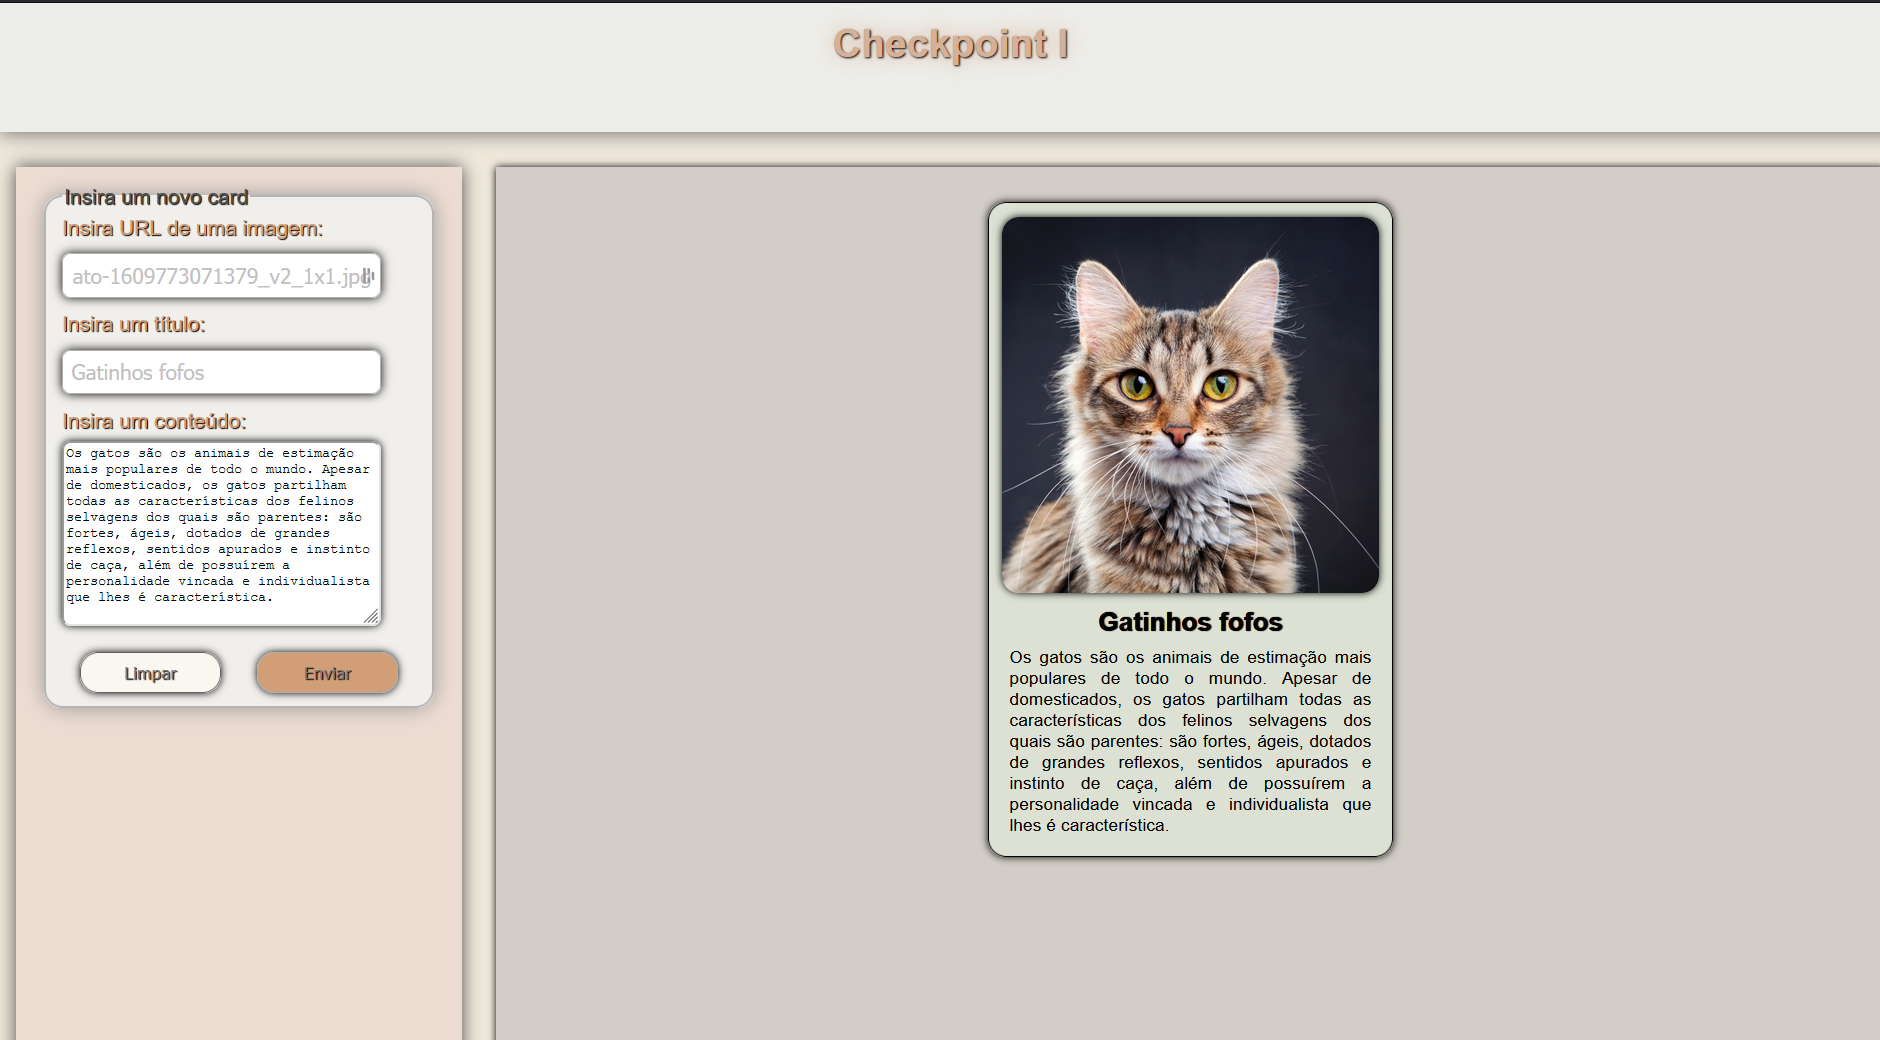 Checkpoint I
Insira um novo card
Insira URL de uma imagem:
ato-1609773071379_v2_1x1.jpg
Insira um título:
Gatinhos fofos
Insira um conteúdo:
Os gatos são os animais de estimação
mais populares de todo o mundo. Apesar
de domesticados, os gatos partilham
todas as características dos felinos
selvagens dos quais são parentes: são
fortes, ágeis, dotados de grandes
reflexos, sentidos apurados e instinto
de caça, além de possuírem a
personalidade vincada e individualista
que lhes é característica.
Limpar
Enviar
Gatinhos fofos
Os gatos são os animais de estimação mais
populares de todo o mundo. Apesar de
domesticados, os gatos partilham todas as
características dos felinos selvagens dos
quais são parentes: são fortes, ágeis, dotados
de grandes reflexos, sentidos apurados e
instinto de caça, além de possuírem a
personalidade vincada e individualista que
lhes é característica.